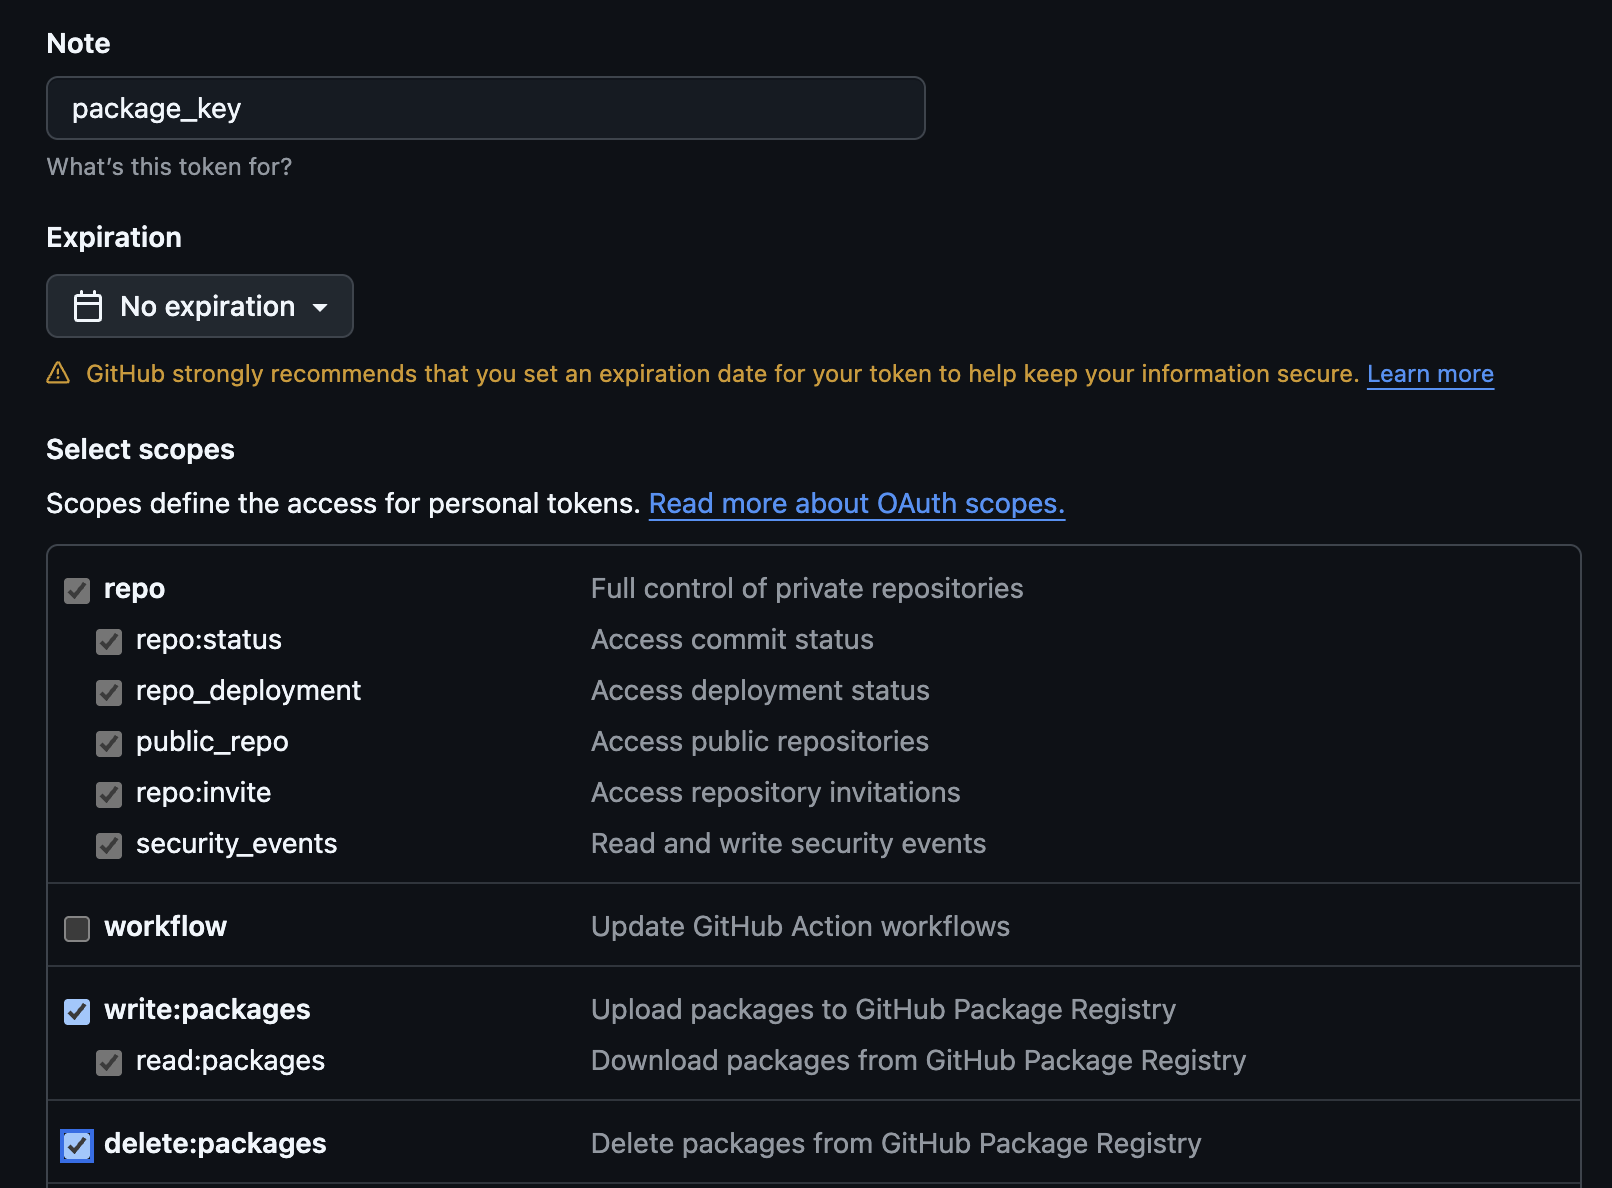 Note
package_key
What's this token for?
Expiration
No expiration
GitHub strongly recommends that you set an expiration date for your token to help keep your information secure. Learn more
Select scopes
Scopes define the access for personal tokens. Read more about OAuth scopes.
repo Full control of private repositories
repo:status Access commit status
repo_deployment Access deployment status
public_repo Access public repositories
repo:invite Access repository invitations
security_events Read and write security events
workflow Update GitHub Action workflows
write:packages Upload packages to GitHub Package Registry
read:packages Download packages from GitHub Package Registry
delete:packages Delete packages from GitHub Package Registry